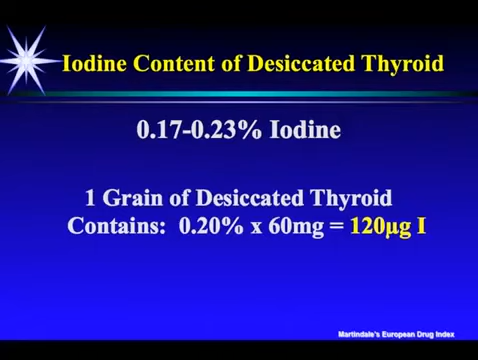 Iodine Content of Desiccated Thyroid
0.17-0.23% Iodine
1 Grain of Desiccated Thyroid
Contains: 0.20% x 60mg = 120µg I
Martindale's European Drug Index